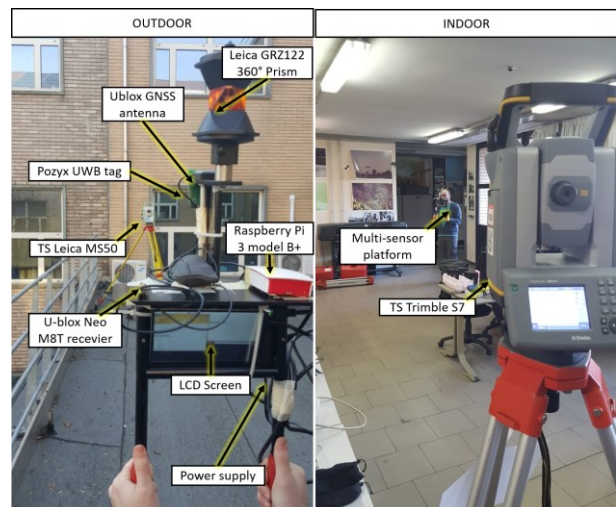 OUTDOOR
INDOOR
Leica GRZ122
360° Prism
Ublox GNSS
antenna
Pozyx UWB tag
TS Leica MS50
Raspberry Pi
3 model B+
U-blox Neo
M8T recevier
LCD Screen
Power supply
Multi-sensor
platform
TS Trimble S7